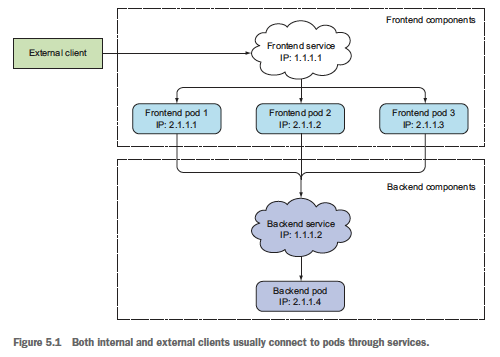 Frontend components
External client
Frontend service
IP: 1.1.1.1
Frontend pod 1
IP: 2.1.1.1
Frontend pod 2
IP: 2.1.1.2
Frontend pod 3
IP: 2.1.1.3
Backend components
Backend service
IP: 1.1.1.2
Backend pod
IP: 2.1.1.4
Figure 5.1 Both internal and external clients usually connect to pods through services.